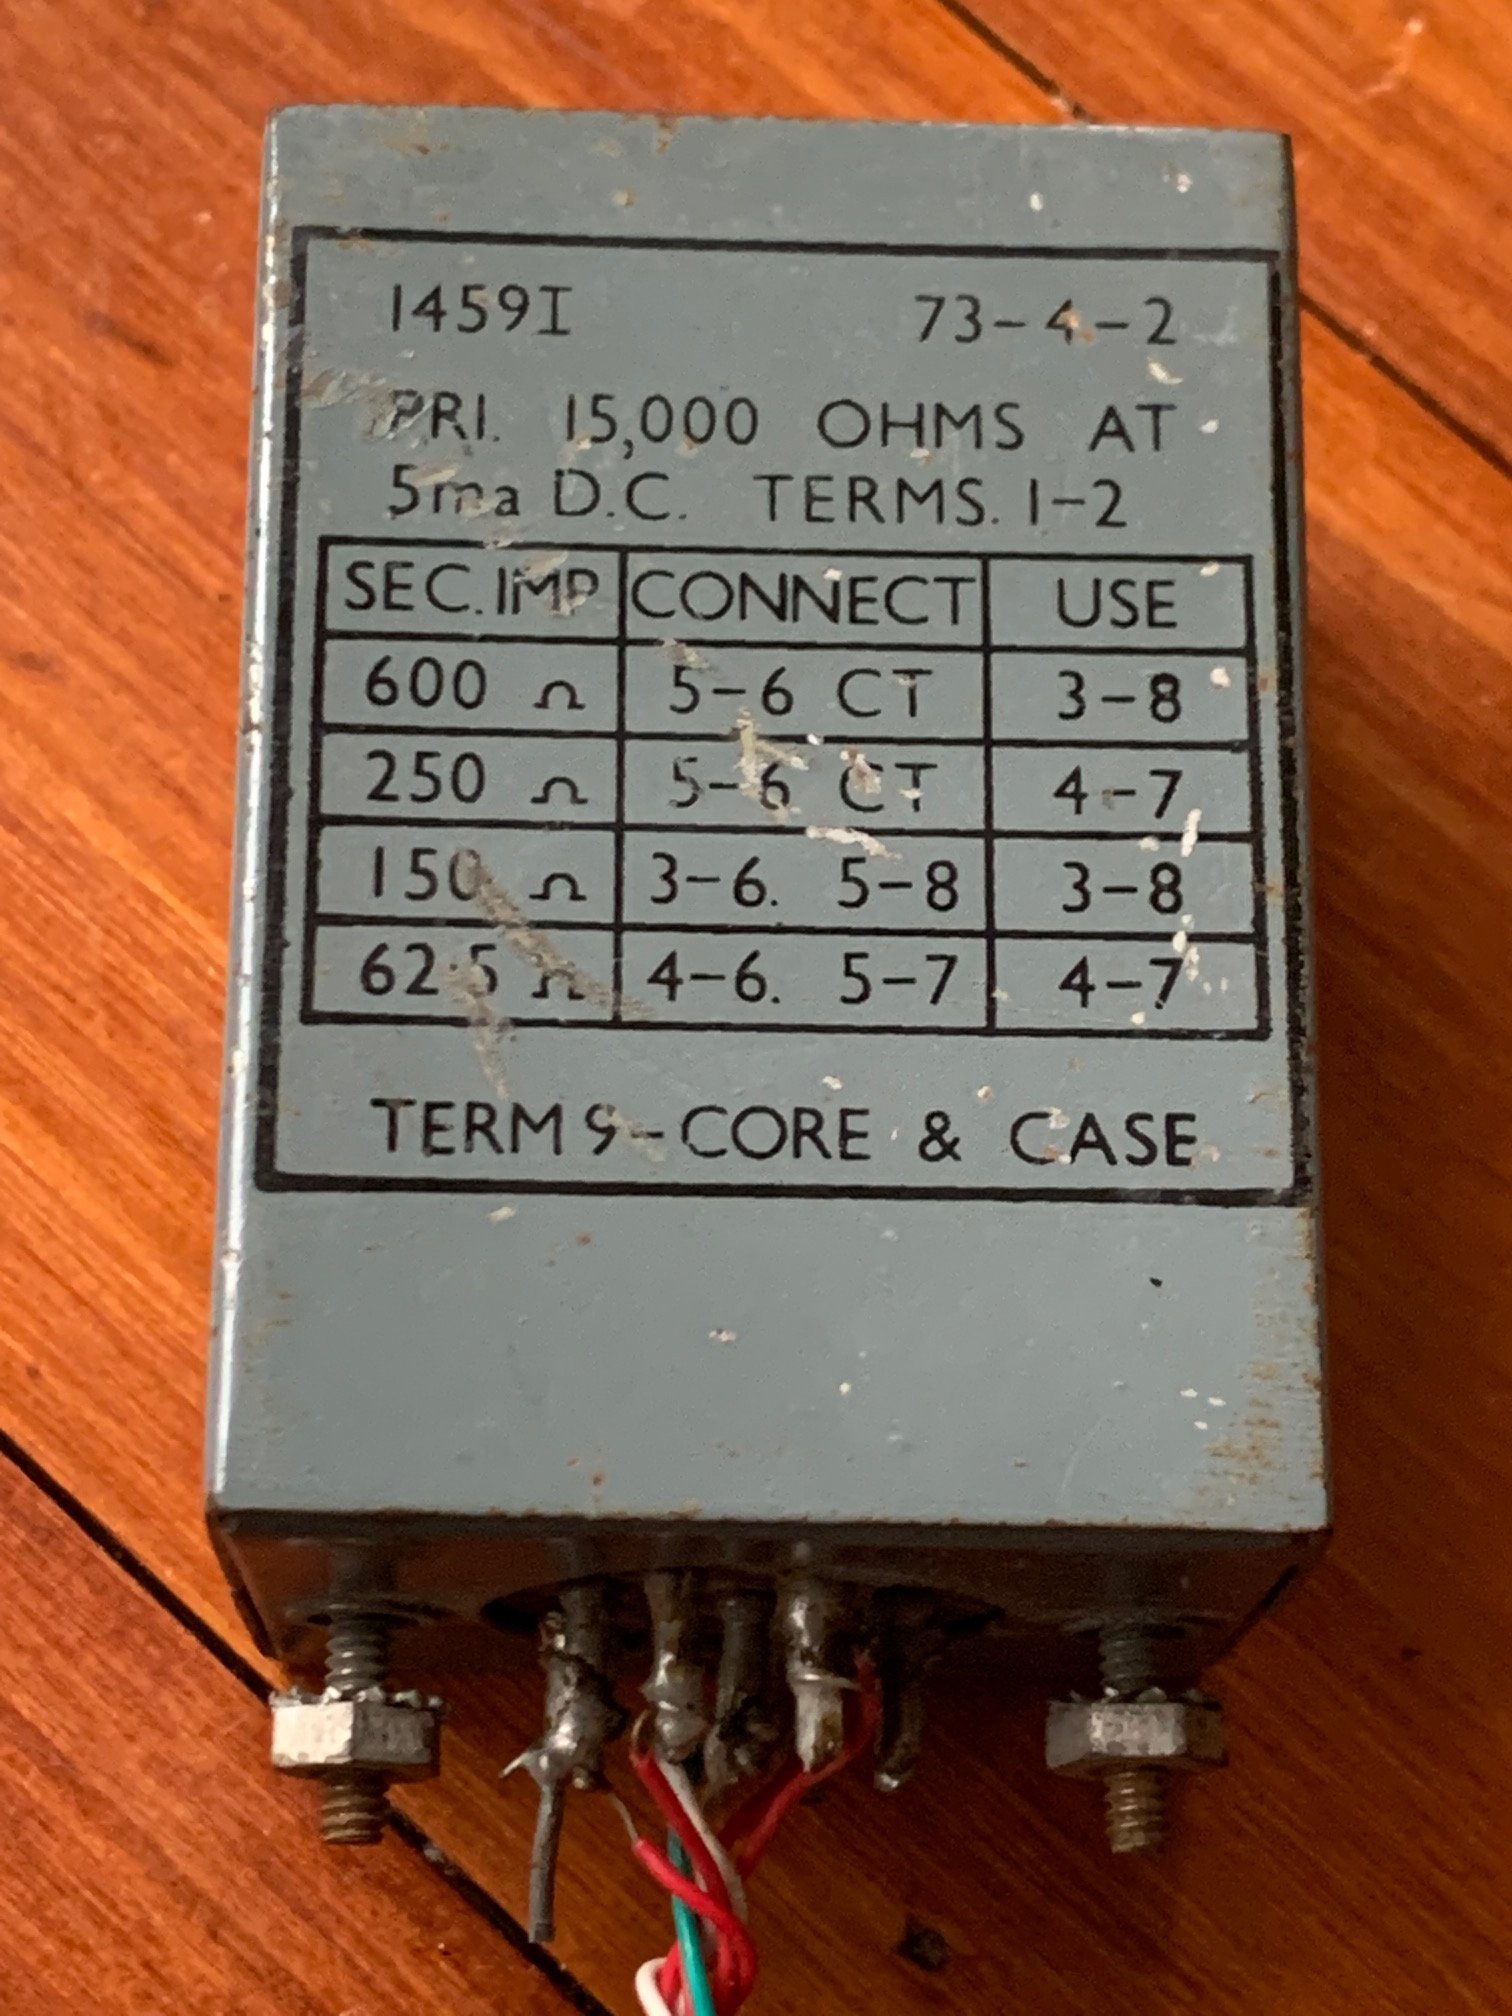 1459I 73-4-2
PRI. 15,000 OHMS AT
5ma D.C. TERMS. 1-2
SEC. IMP CONNECT USE
600 Ω 5-6 CT 3-8
250 Ω 5-6 CT 4-7
150 Ω 3-6. 5-8 3-8
62.5 Ω 4-6. 5-7 4-7
TERM 9-CORE & CASE